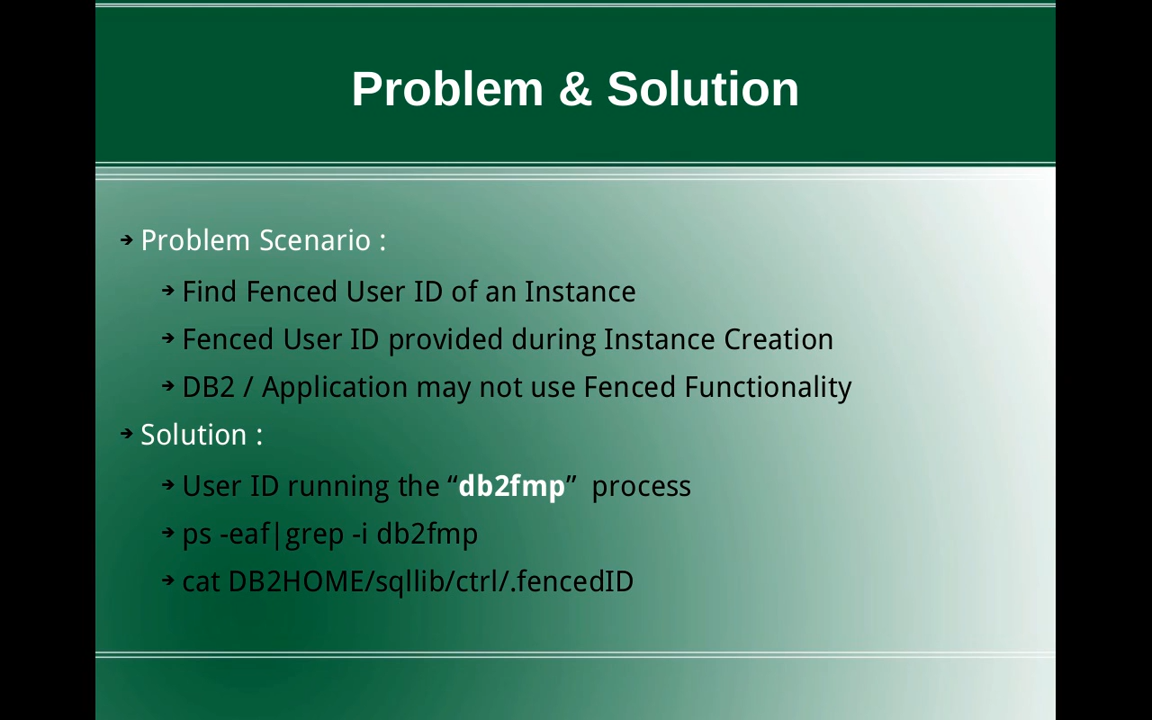 Problem & Solution
➔ Problem Scenario :
➔ Find Fenced User ID of an Instance
➔ Fenced User ID provided during Instance Creation
➔ DB2 / Application may not use Fenced Functionality
➔ Solution :
➔ User ID running the “db2fmp”  process
➔ ps -eaf|grep -i db2fmp
➔ cat DB2HOME/sqllib/ctrl/.fencedID